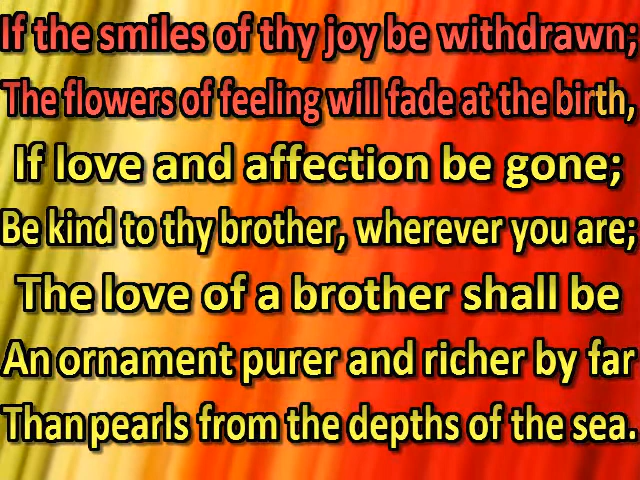 If the smiles of thy joy be withdrawn;
The flowers of feeling will fade at the birth,
If love and affection be gone;
Be kind to thy brother, wherever you are;
The love of a brother shall be
An ornament purer and richer by far
Than pearls from the depths of the sea.